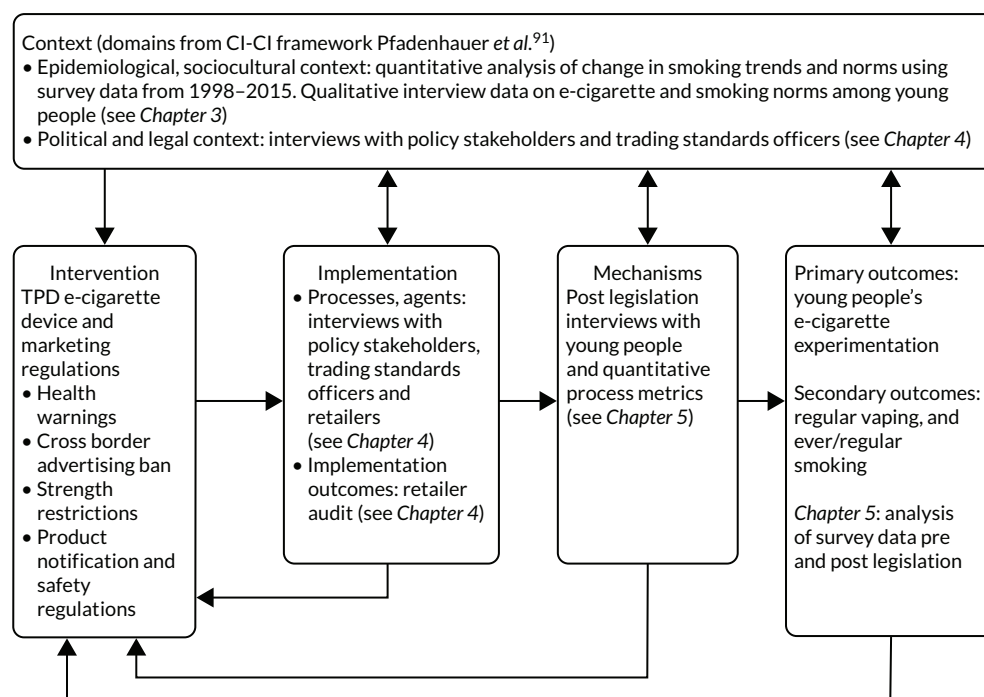 Context (domains from CI-CI framework Pfadenhauer et al.91)
• Epidemiological, sociocultural context: quantitative analysis of change in smoking trends and norms using
survey data from 1998–2015. Qualitative interview data on e-cigarette and smoking norms among young
people (see Chapter 3)
• Political and legal context: interviews with policy stakeholders and trading standards officers (see Chapter 4)
Intervention
TPD e-cigarette
device and
marketing
regulations
• Health
warnings
• Cross border
advertising ban
• Strength
restrictions
• Product
notification and
safety
regulations
Implementation
• Processes, agents:
interviews with
policy stakeholders,
trading standards
officers and
retailers
(see Chapter 4)
• Implementation
outcomes: retailer
audit (see Chapter 4)
Mechanisms
Post legislation
interviews with
young people
and quantitative
process metrics
(see Chapter 5)
Primary outcomes:
young people’s
e-cigarette
experimentation
Secondary outcomes:
regular vaping, and
ever/regular
smoking
Chapter 5: analysis
of survey data pre
and post legislation